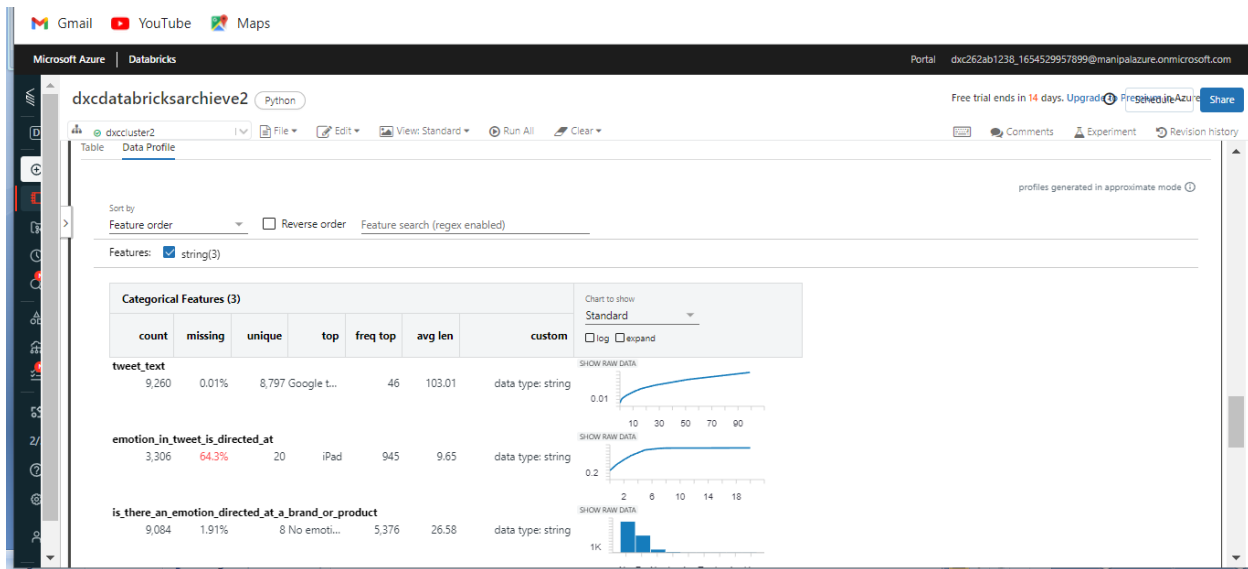 Gmail YouTube Maps
Microsoft Azure Databricks Portal dxc262ab1238_1654529957899@manipalazure.onmicrosoft.com
dxcdatabricksarchieve2 Python Free trial ends in 14 days. Upgrade to Premium in Azure Schedule Share
dxccluster2 File Edit View: Standard Run All Clear Comments Experiment Revision history
Table Data Profile
profiles generated in approximate mode
Sort by
Feature order Reverse order Feature search (regex enabled)
Features: string(3)
Categorical Features (3) Chart to show
Standard
count missing unique top freq top avg len custom log expand
tweet_text SHOW RAW DATA
9,260 0.01% 8,797 Google t... 46 103.01 data type: string
0.01
10 30 50 70 90
emotion_in_tweet_is_directed_at SHOW RAW DATA
3,306 64.3% 20 iPad 945 9.65 data type: string
0.2
2 6 10 14 18
is_there_an_emotion_directed_at_a_brand_or_product SHOW RAW DATA
9,084 1.91% 8 No emoti... 5,376 26.58 data type: string
1K
2/